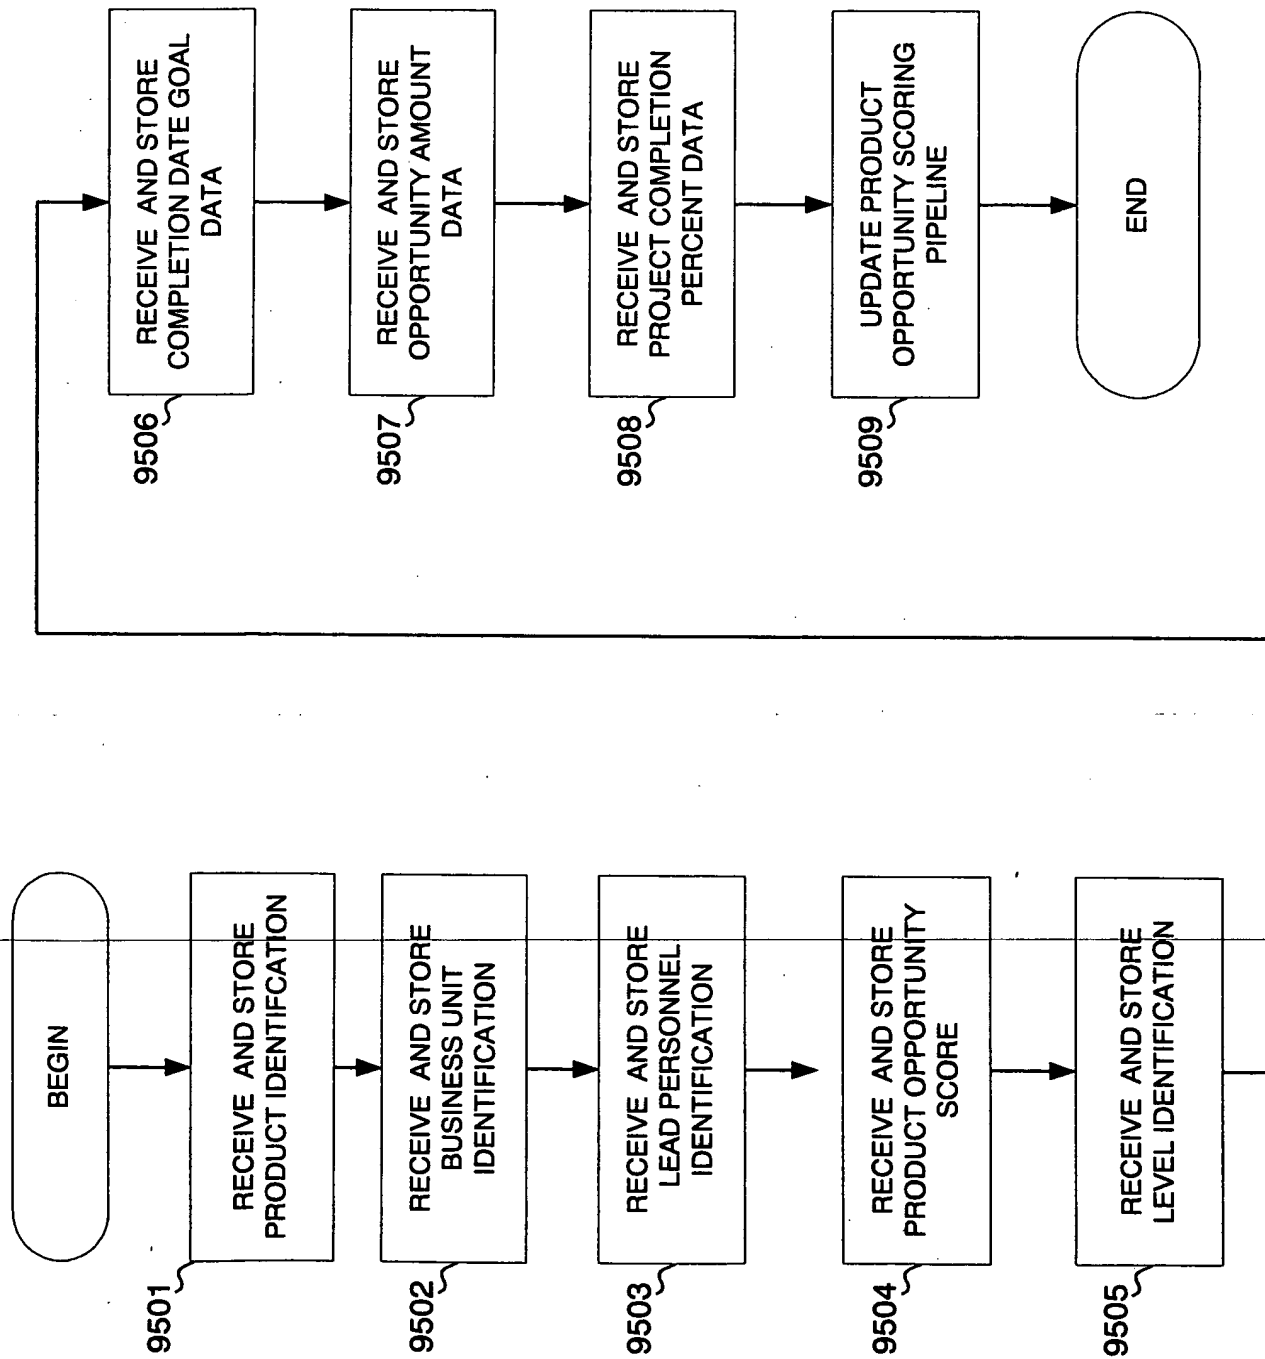 BEGIN
9501
RECEIVE AND STORE
PRODUCT IDENTIFCATION
9502
RECEIVE AND STORE
BUSINESS UNIT
IDENTIFICATION
9503
RECEIVE AND STORE
LEAD PERSONNEL
IDENTIFICATION
9504
RECEIVE AND STORE
PRODUCT OPPORTUNITY
SCORE
9505
RECEIVE AND STORE
LEVEL IDENTIFICATION
9506
RECEIVE AND STORE
COMPLETION DATE GOAL
DATA
9507
RECEIVE AND STORE
OPPORTUNITY AMOUNT
DATA
9508
RECEIVE AND STORE
PROJECT COMPLETION
PERCENT DATA
9509
UPDATE PRODUCT
OPPORTUNITY SCORING
PIPELINE
END